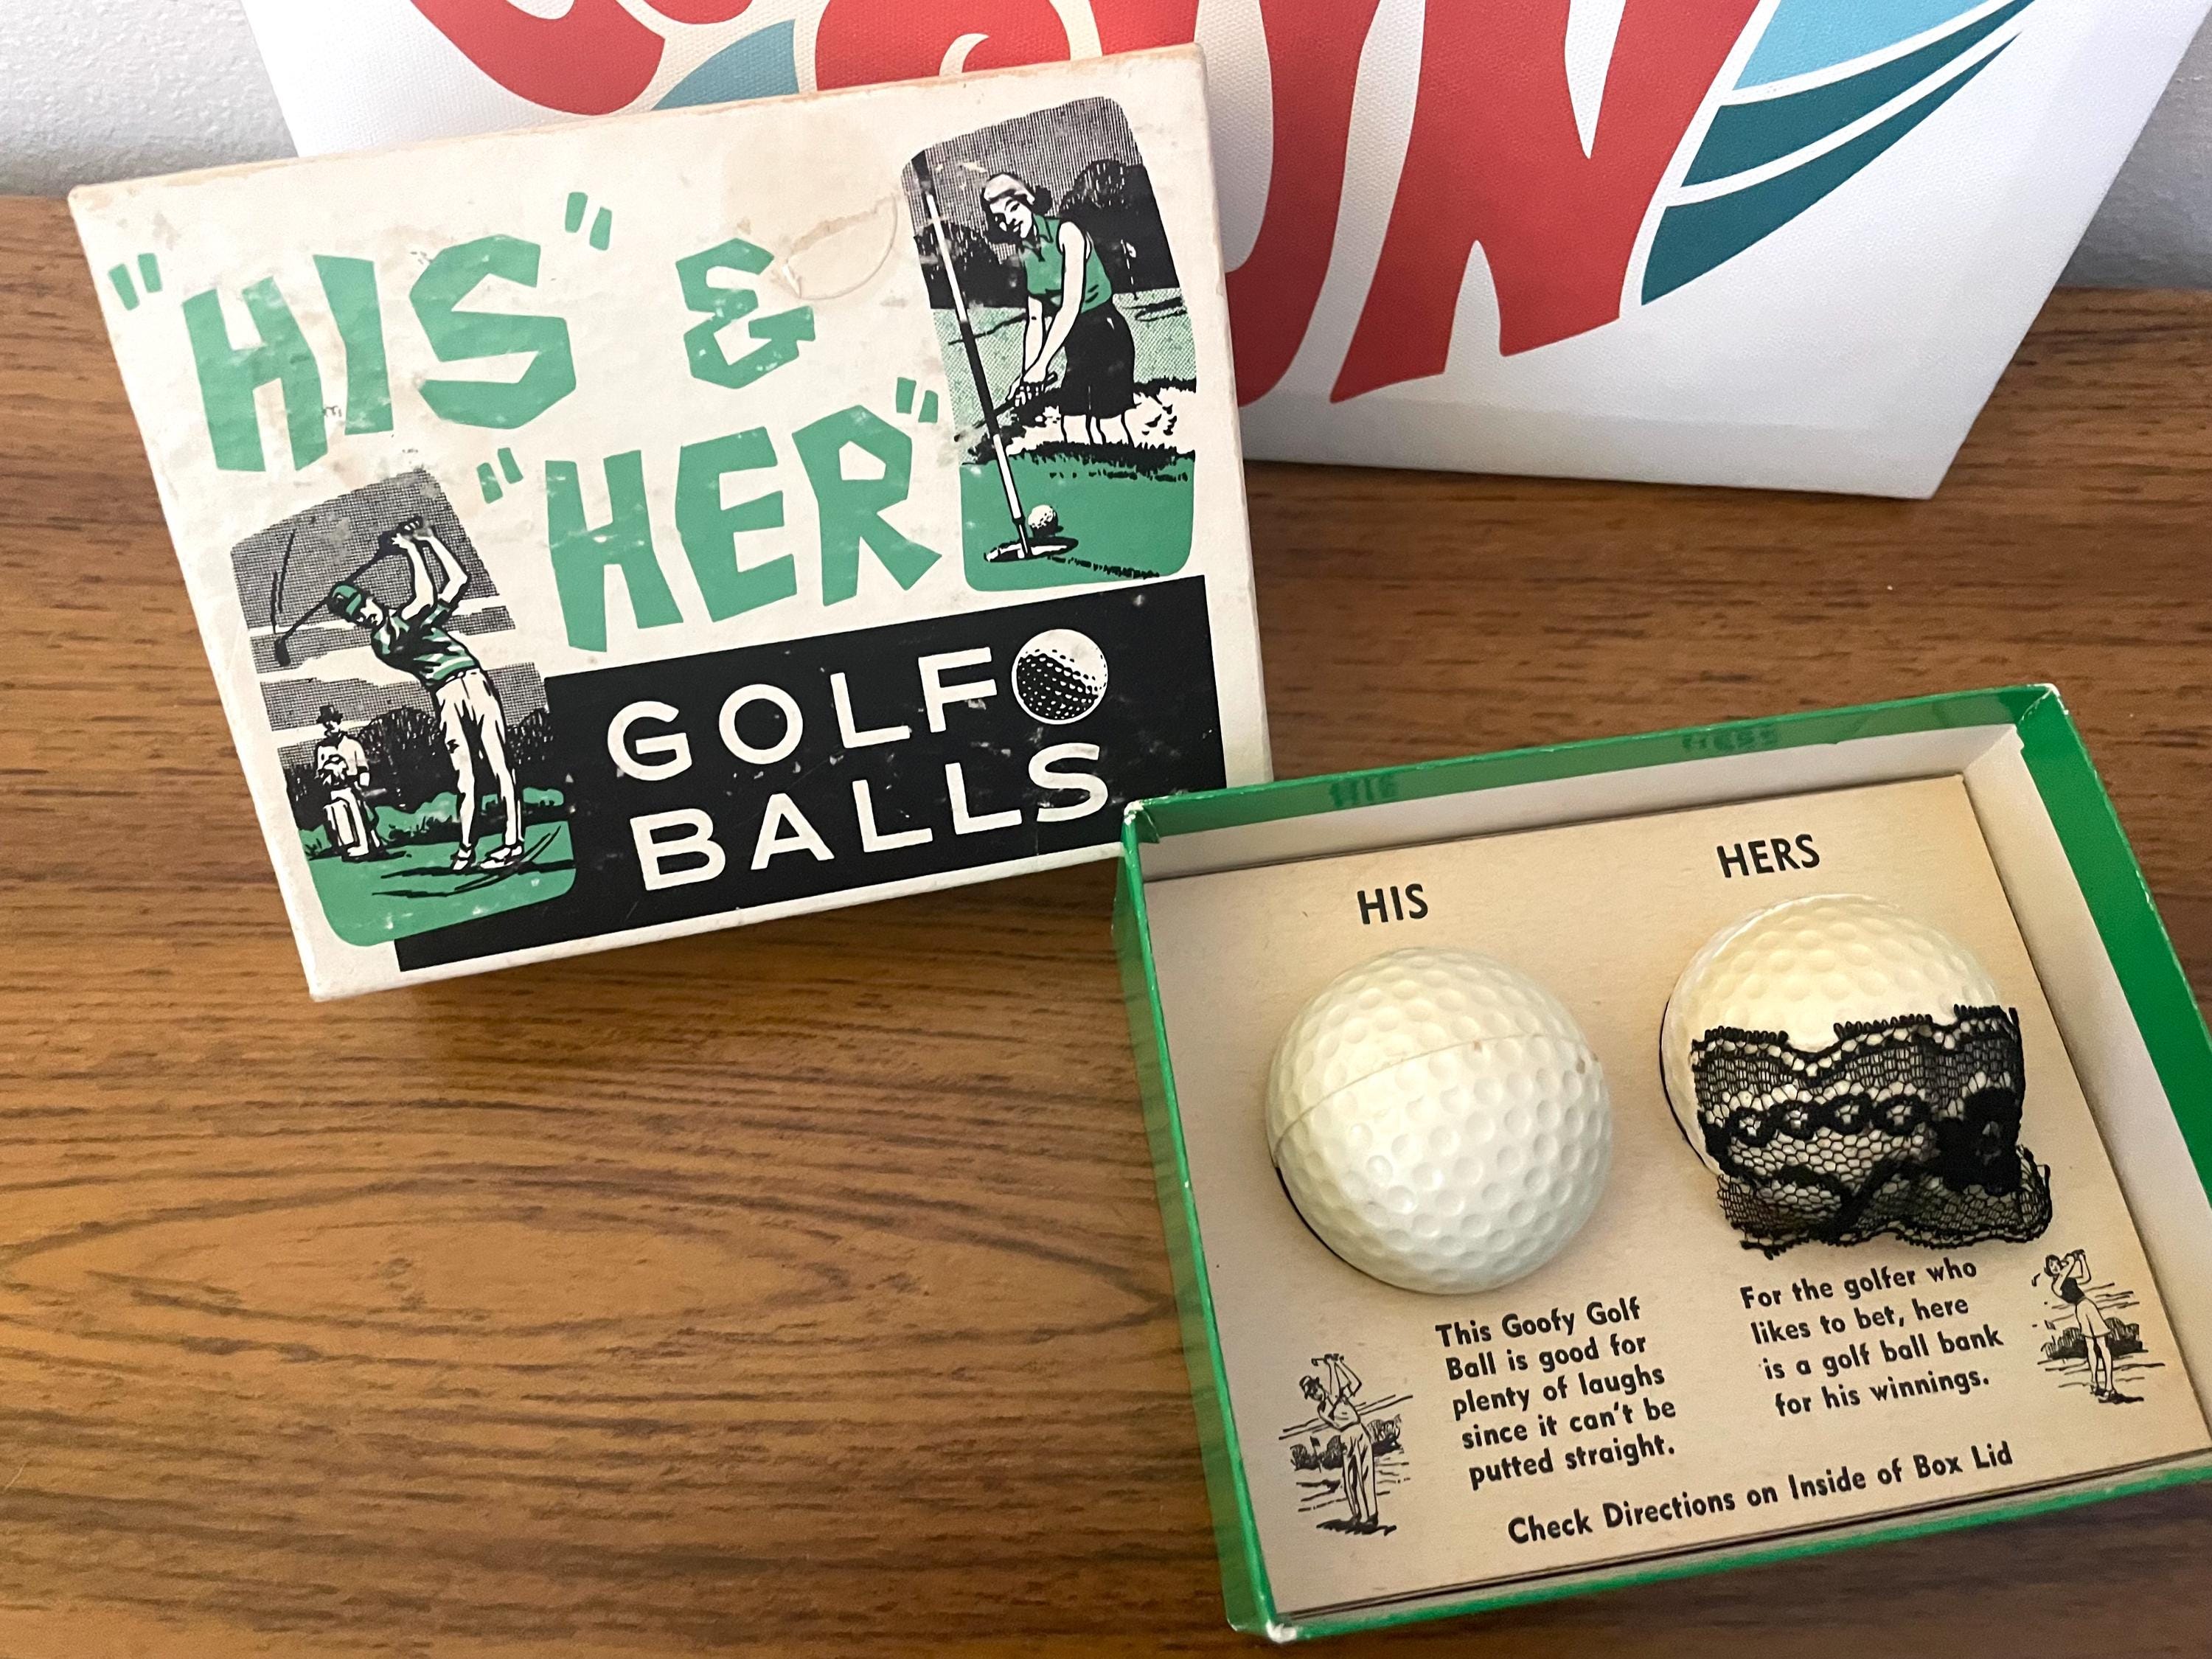 "HIS" &
"HER"
GOLF
BALLS
HIS
HERS
HIS
HERS
This Goofy Golf
Ball is good for
plenty of laughs
since it can't be
putted straight.
For the golfer who
likes to bet, here
is a golf ball bank
for his winnings.
Check Directions on Inside of Box Lid